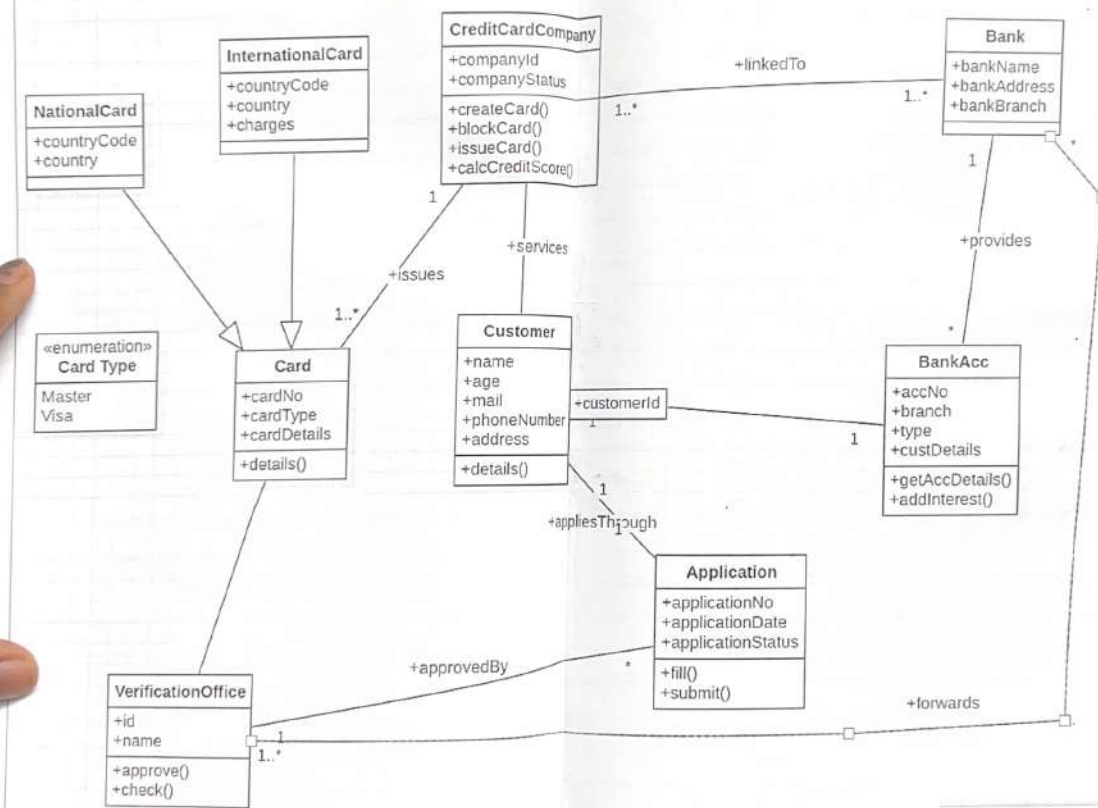 CreditCardCompany
+companyId
+companyStatus
+createCard()
+blockCard()
+issueCard()
+calcCreditScore()
InternationalCard
+countryCode
+country
+charges
NationalCard
+countryCode
+country
Bank
+bankName
+bankAddress
+bankBranch
+linkedTo
1..*
1..*
1
*
1
+services
+issues
1..*
+provides
*
«enumeration»
Card Type
Master
Visa
Card
+cardNo
+cardType
+cardDetails
+details()
Customer
+name
+age
+mail
+phoneNumber
+address
+details()
+customerId
1
1
BankAcc
+accNo
+branch
+type
+custDetails
+getAccDetails()
+addInterest()
1
+appliesThrough
1
Application
+applicationNo
+applicationDate
+applicationStatus
+fill()
+submit()
+approvedBy
*
VerificationOffice
+id
+name
+approve()
+check()
1
1..*
+forwards